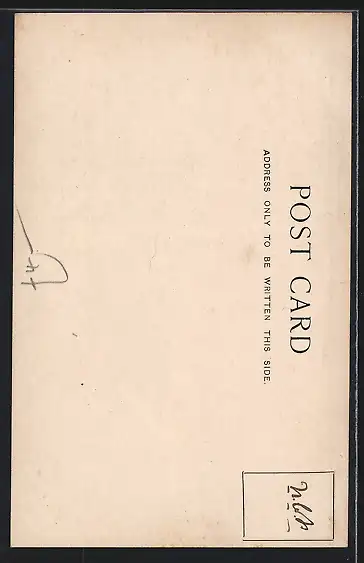 POST CARD
ADDRESS ONLY TO BE WRITTEN THIS SIDE.